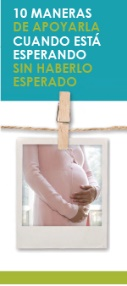 10 MANERAS
DE APOYARLA
CUANDO ESTÁ
ESPERANDO
SIN HABERLO
ESPERADO